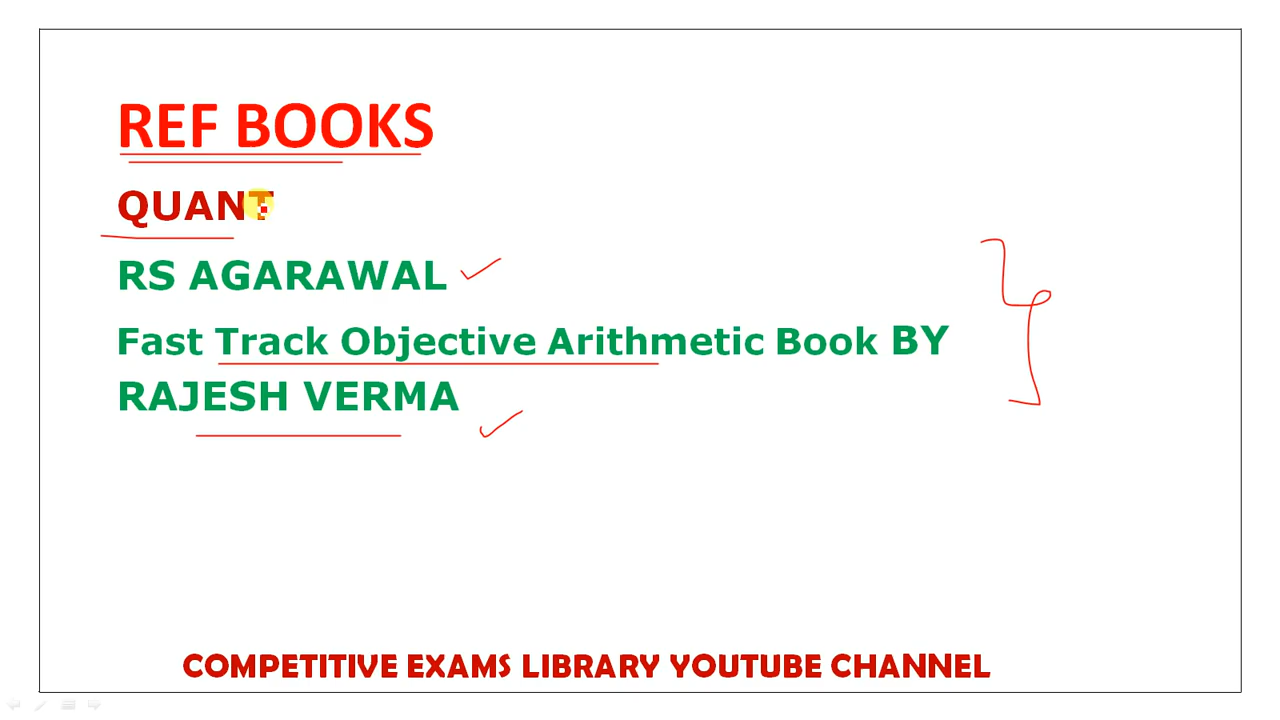 REF BOOKS
QUANT
RS AGARAWAL
Fast Track Objective Arithmetic Book BY
RAJESH VERMA
COMPETITIVE EXAMS LIBRARY YOUTUBE CHANNEL